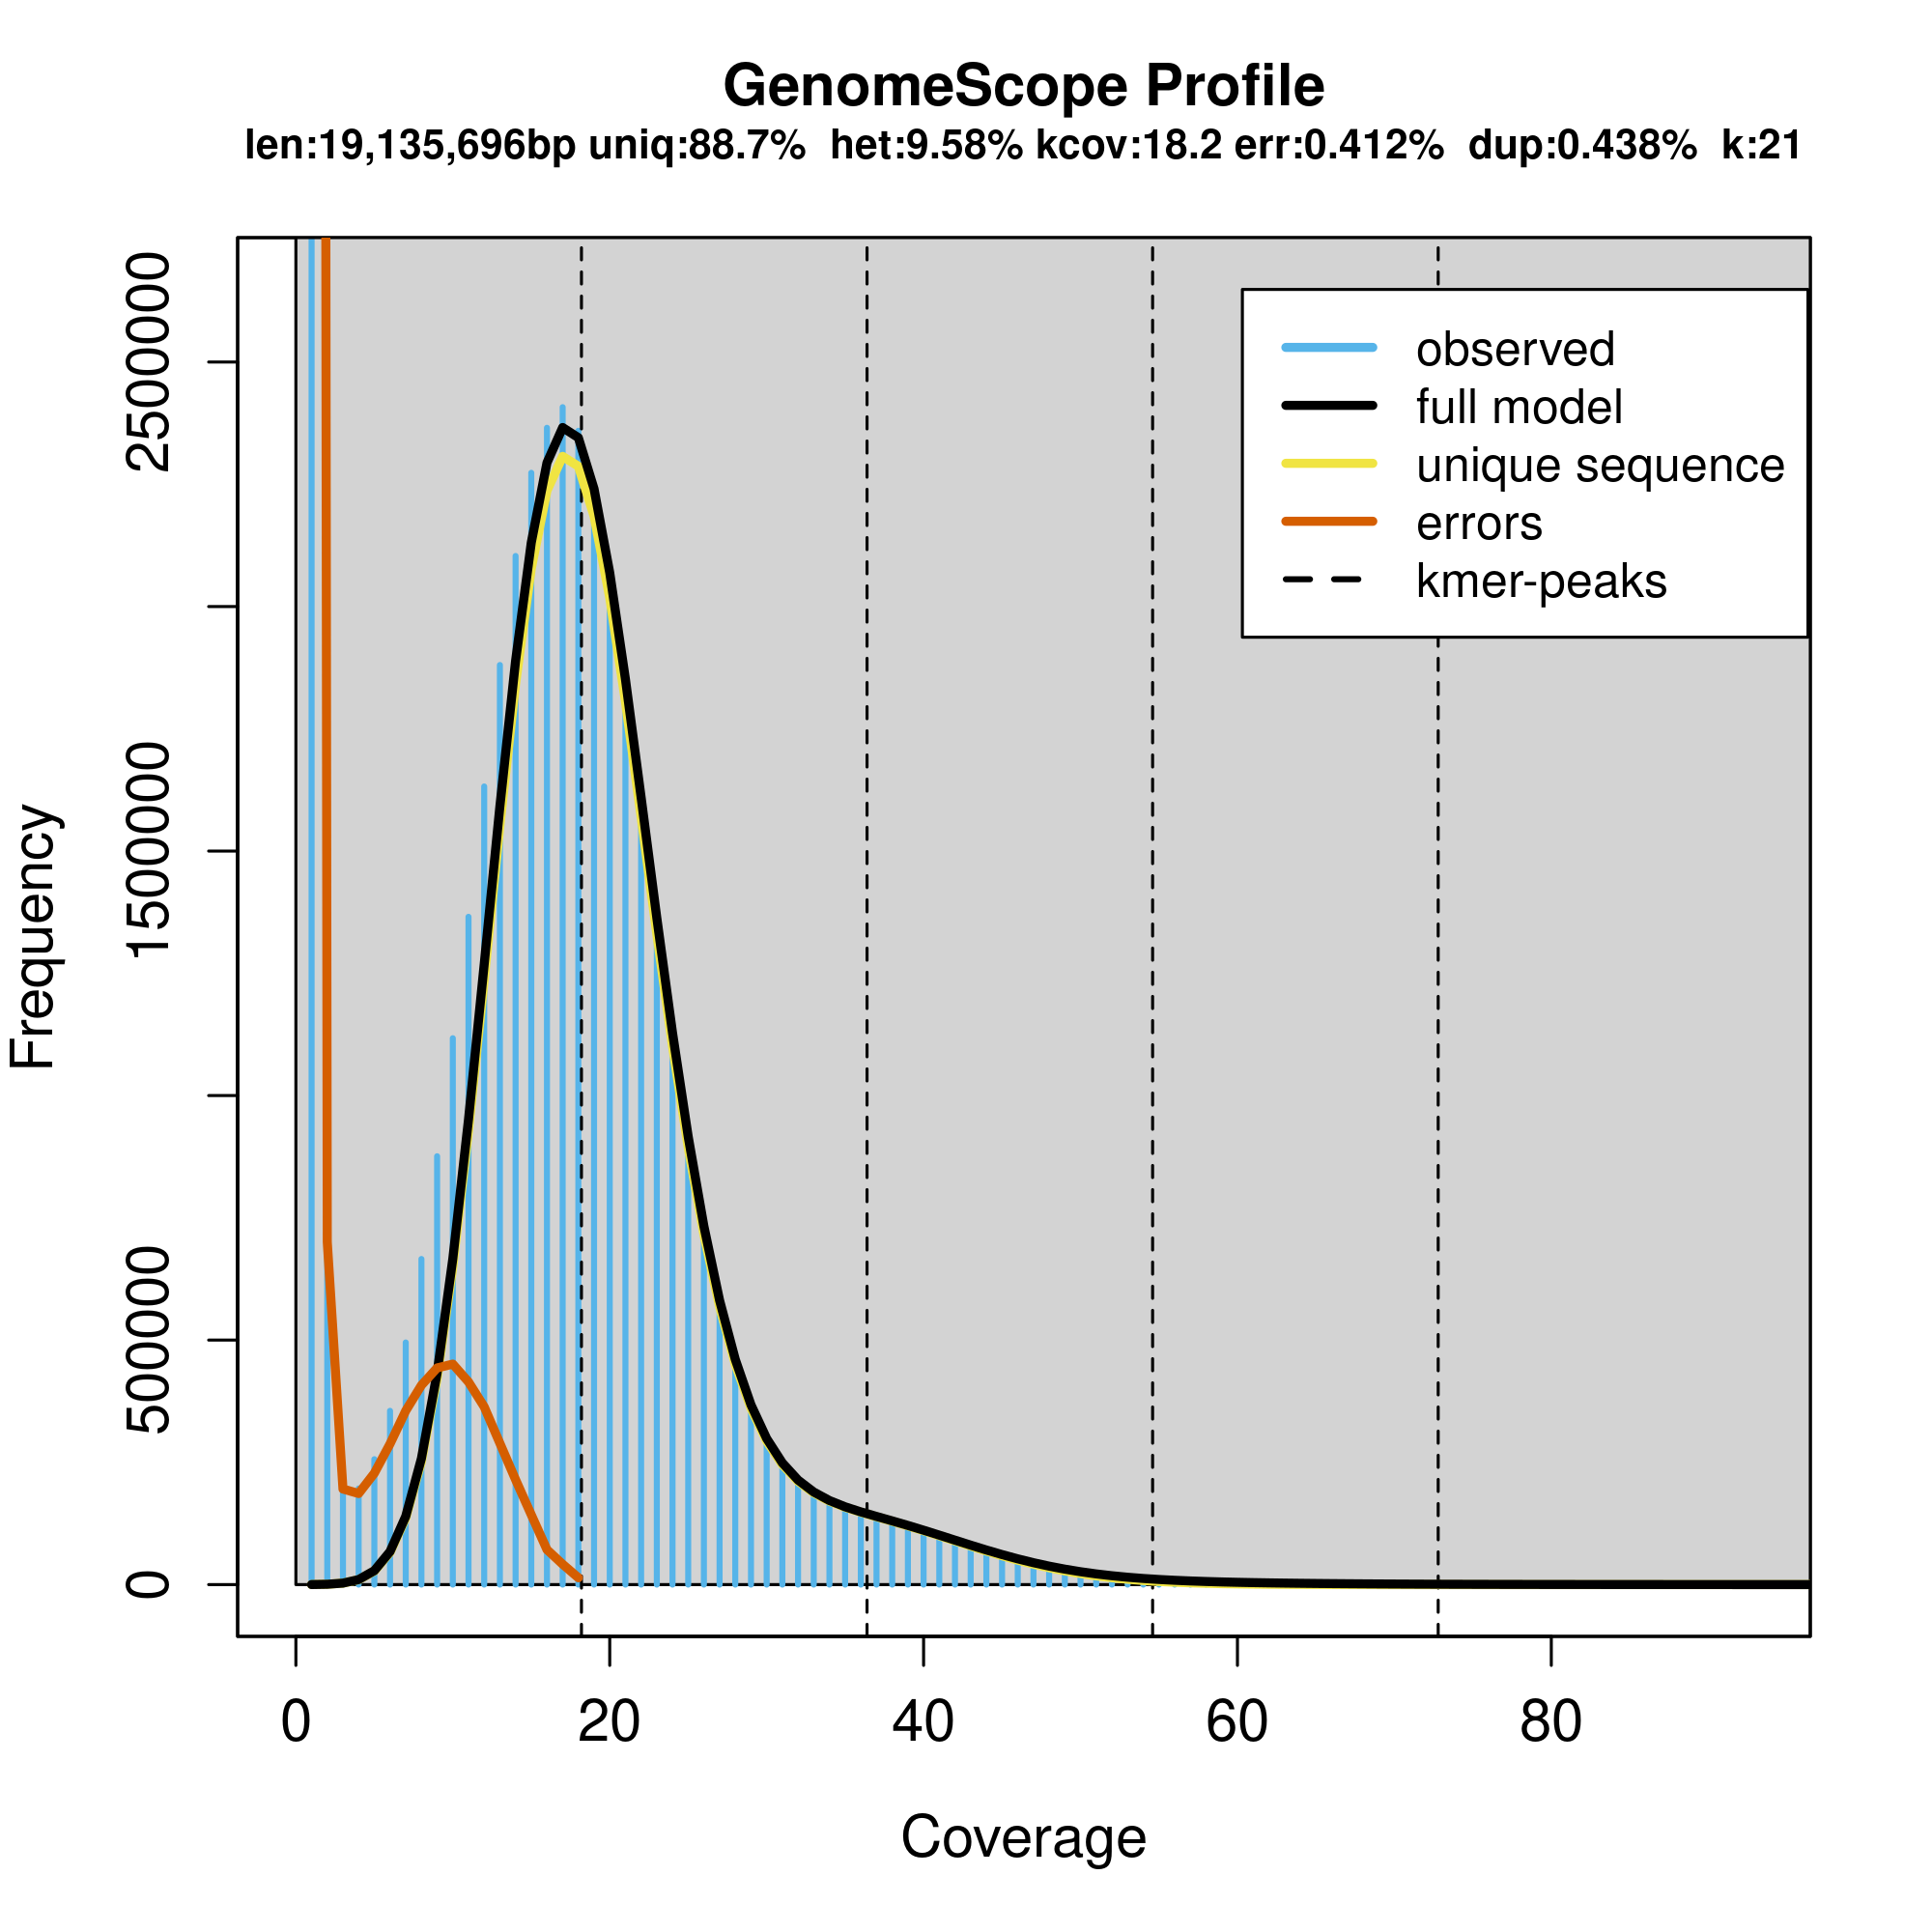 GenomeScope Profile
len:19,135,696bp uniq:88.7% het:9.58% kcov:18.2 err:0.412% dup:0.438% k:21
Frequency
2500000
1500000
500000
0
observed
full model
unique sequence
errors
kmer-peaks
0 20 40 60 80
Coverage